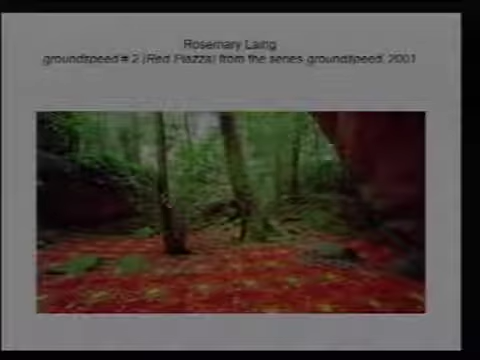 Rosemary Laing
groundspeed # 2 (Red Piazza) from the series groundspeed, 2001